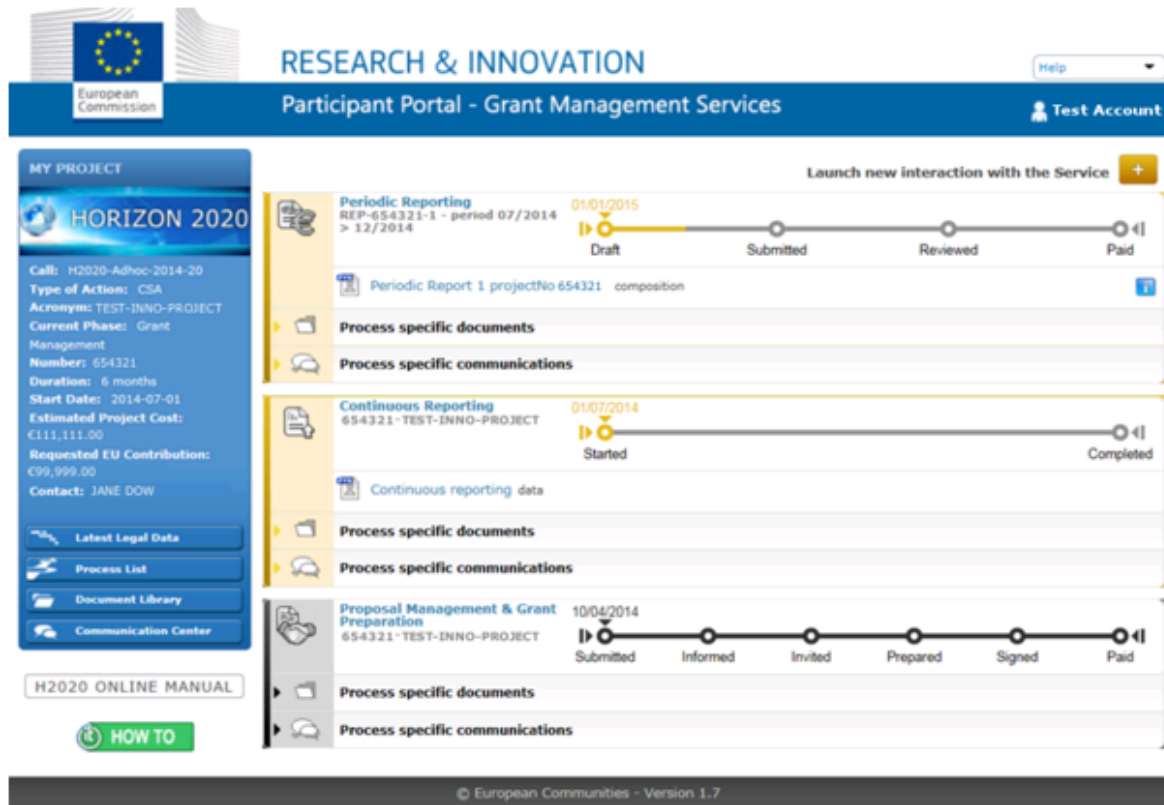 European
Commission
RESEARCH & INNOVATION
Help
Participant Portal - Grant Management Services
Test Account
MY PROJECT
HORIZON 2020
Call: H2020-Adhoc-2014-20
Type of Action: CSA
Acronym: TEST-INNO-PROJECT
Current Phase: Grant
Management
Number: 654321
Duration: 6 months
Start Date: 2014-07-01
Estimated Project Cost:
€111,111.00
Requested EU Contribution:
€99,999.00
Contact: JANE DOW
Latest Legal Data
Process List
Document Library
Communication Center
H2020 ONLINE MANUAL
HOW TO
Launch new interaction with the Service +
Periodic Reporting
REP-654321-1 - period 07/2014
> 12/2014
01/01/2015
Draft Submitted Reviewed Paid
Periodic Report 1 projectNo 654321 composition
Process specific documents
Process specific communications
Continuous Reporting
654321-TEST-INNO-PROJECT
01/07/2014
Started Completed
Continuous reporting data
Process specific documents
Process specific communications
Proposal Management & Grant
Preparation
654321-TEST-INNO-PROJECT
10/04/2014
Submitted Informed Invited Prepared Signed Paid
Process specific documents
Process specific communications
© European Communities - Version 1.7